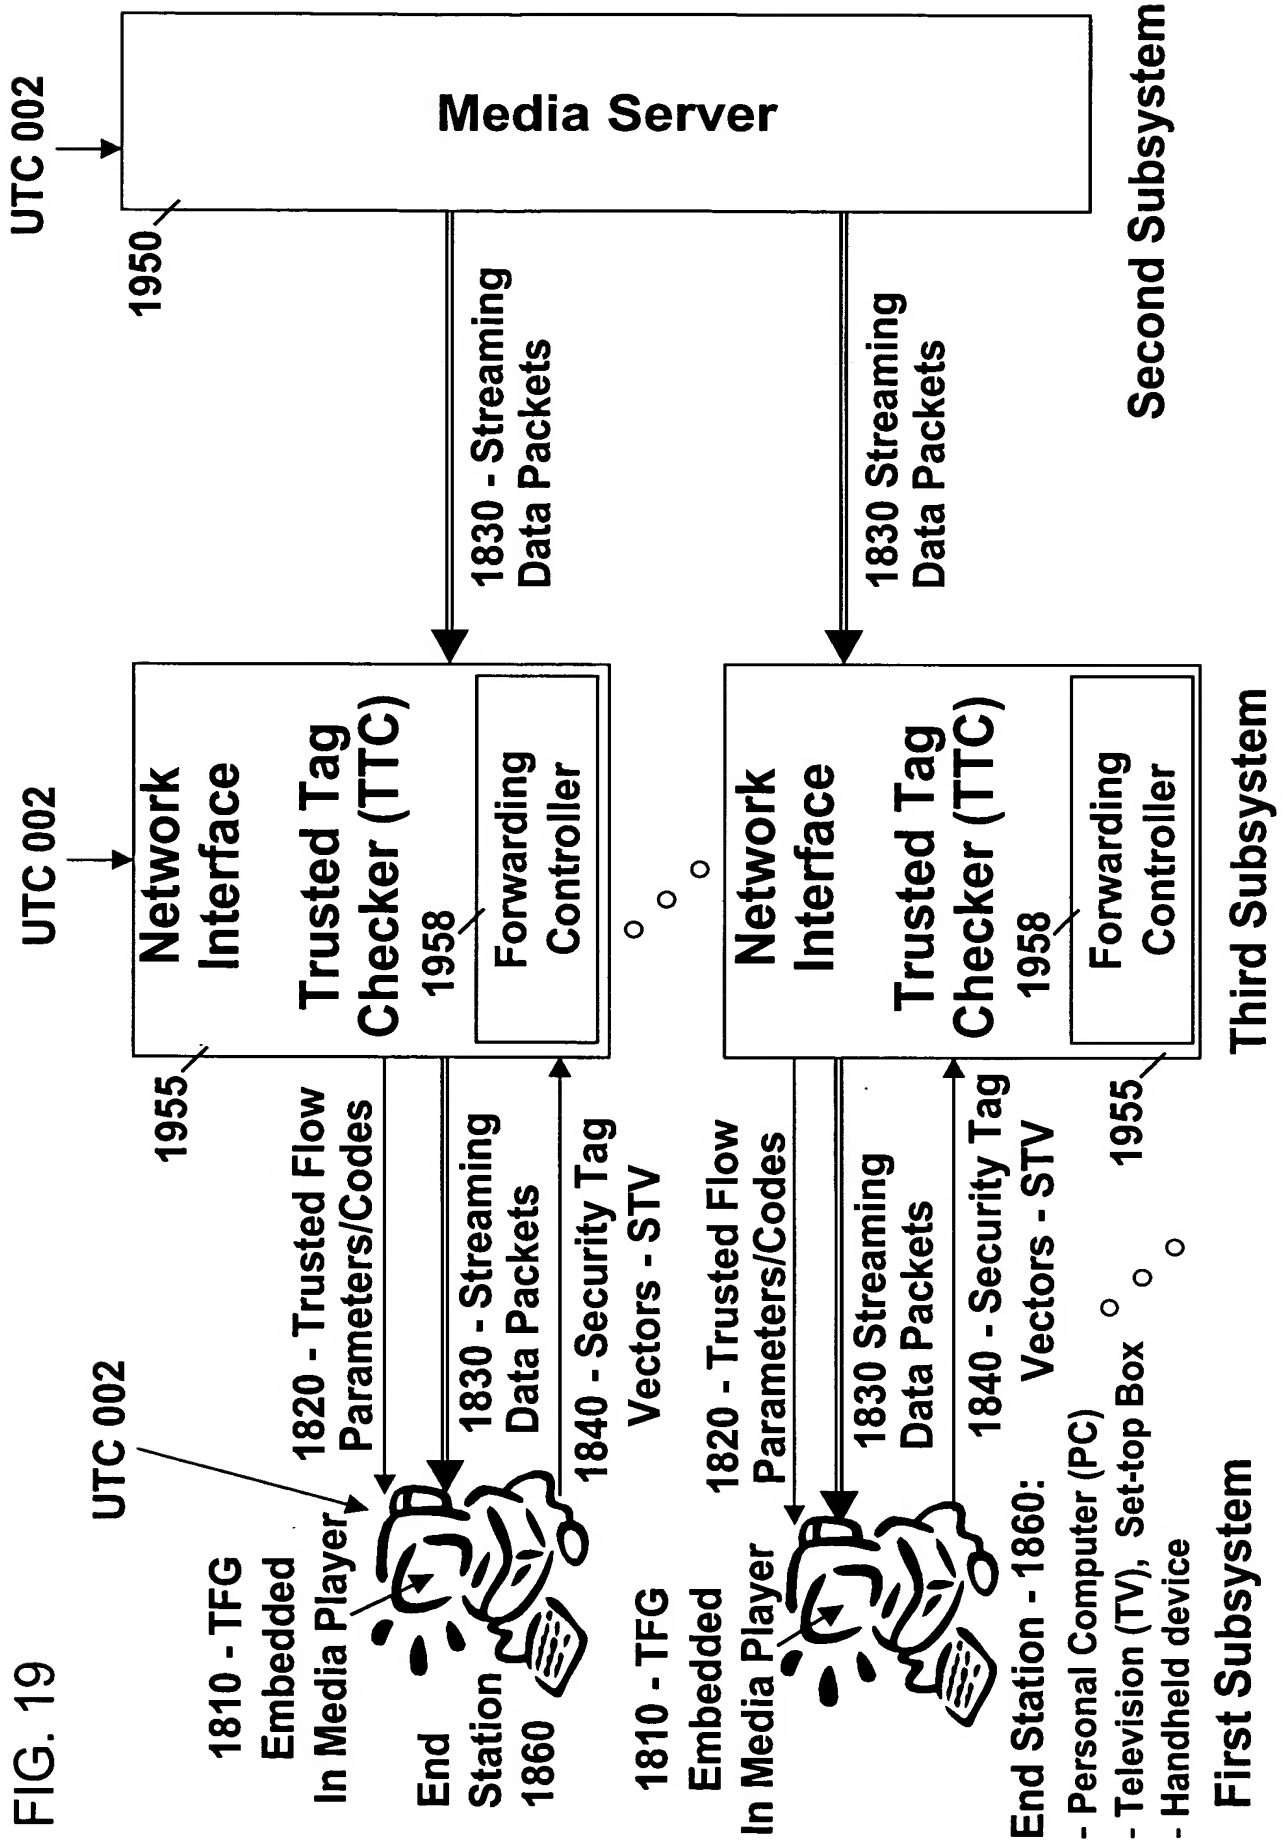 FIG. 19
UTC 002
1810 - TFG
Embedded
In Media Player
End
Station
1860
1820 - Trusted Flow
Parameters/Codes
1830 - Streaming
Data Packets
1840 - Security Tag
Vectors - STV
UTC 002
1955
Network
Interface
Trusted Tag
Checker (TTC)
1958
Forwarding
Controller
1830 - Streaming
Data Packets
UTC 002
1950
Media Server
1810 - TFG
Embedded
In Media Player
1820 - Trusted Flow
Parameters/Codes
1830 Streaming
Data Packets
1840 - Security Tag
Vectors - STV
Network
Interface
Trusted Tag
Checker (TTC)
1958
Forwarding
Controller
1955
1830 Streaming
Data Packets
End Station - 1860:
- Personal Computer (PC)
- Television (TV), Set-top Box
- Handheld device
First Subsystem
Third Subsystem
Second Subsystem